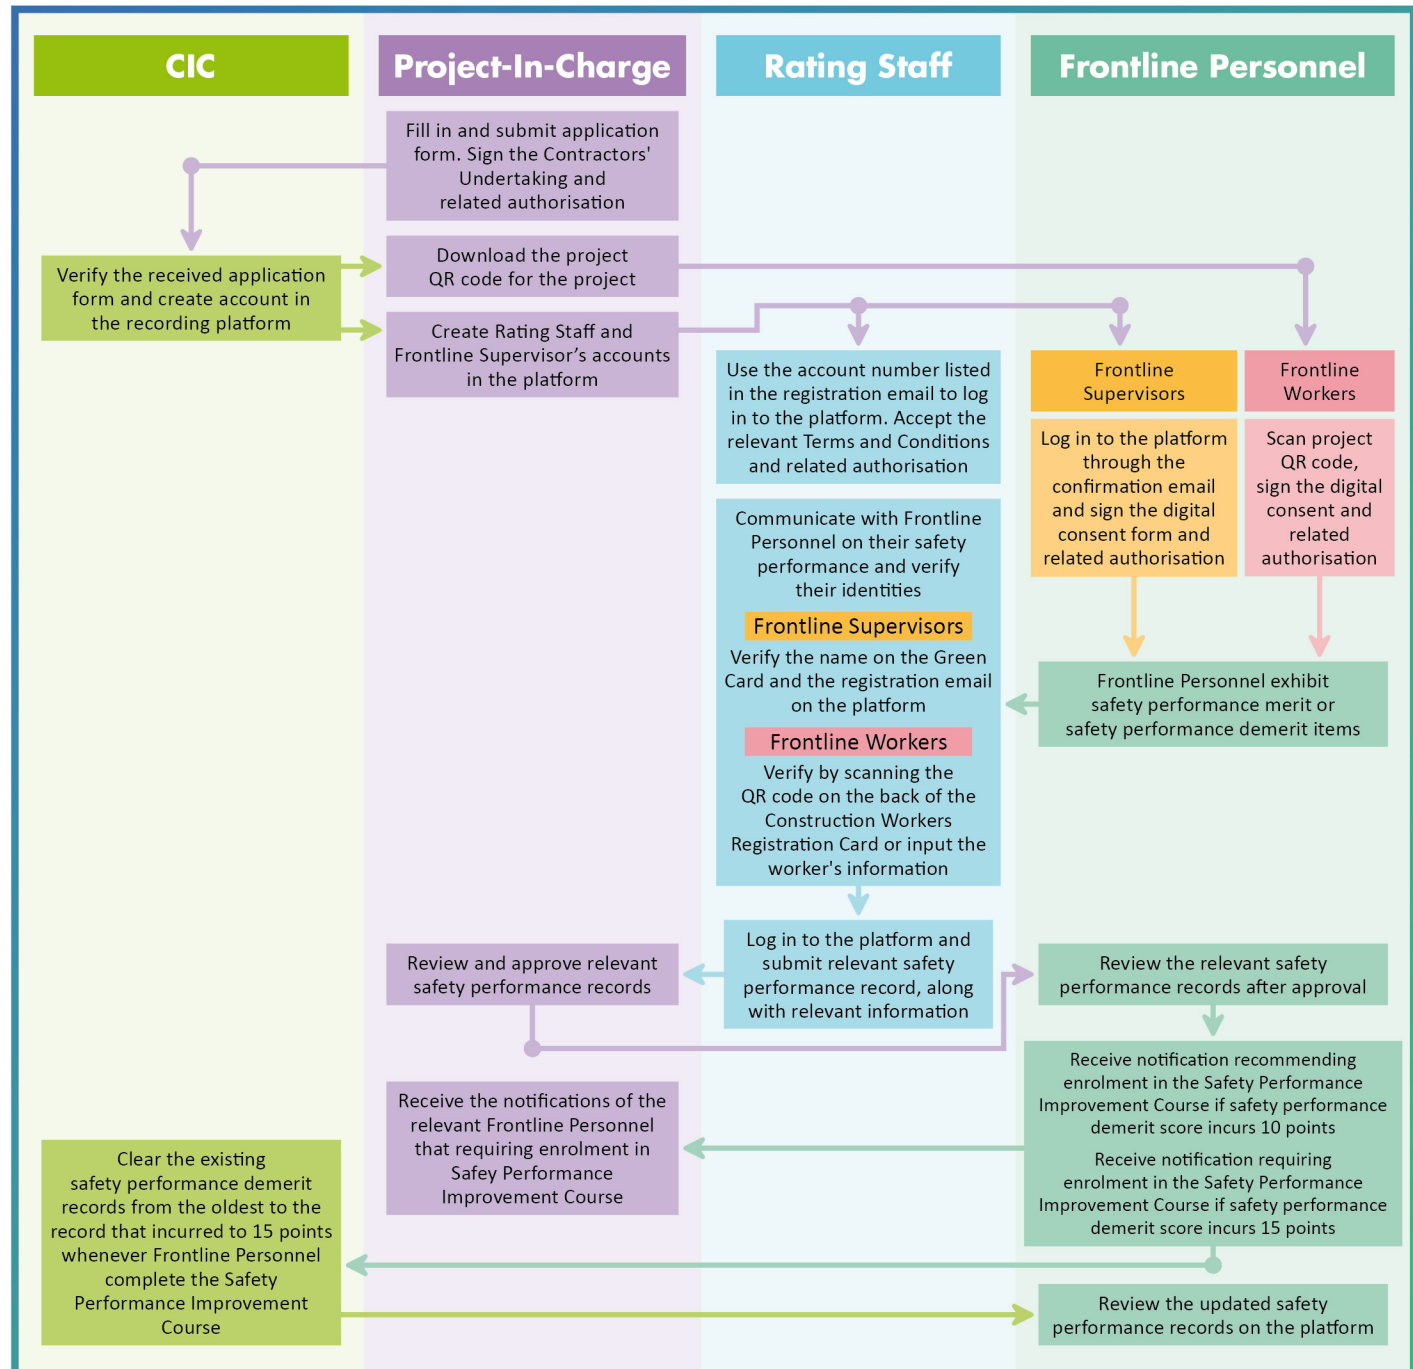 CIC
Project-In-Charge
Rating Staff
Frontline Personnel
Fill in and submit application
form. Sign the Contractors'
Undertaking and
related authorisation
Verify the received application
form and create account in
the recording platform
Download the project
QR code for the project
Create Rating Staff and
Frontline Supervisor’s accounts
in the platform
Use the account number listed
in the registration email to log
in to the platform. Accept the
relevant Terms and Conditions
and related authorisation
Frontline
Supervisors
Log in to the platform
through the
confirmation email
and sign the digital
consent form and
related authorisation
Frontline
Workers
Scan project
QR code,
sign the digital
consent and
related
authorisation
Communicate with Frontline
Personnel on their safety
performance and verify
their identities
Frontline Supervisors
Verify the name on the Green
Card and the registration email
on the platform
Frontline Workers
Verify by scanning the
QR code on the back of the
Construction Workers
Registration Card or input the
worker's information
Frontline Personnel exhibit
safety performance merit or
safety performance demerit items
Log in to the platform and
submit relevant safety
performance record, along
with relevant information
Review and approve relevant
safety performance records
Review the relevant safety
performance records after approval
Receive notification recommending
enrolment in the Safety Performance
Improvement Course if safety performance
demerit score incurs 10 points
Receive notification requiring
enrolment in the Safety Performance
Improvement Course if safety performance
demerit score incurs 15 points
Receive the notifications of the
relevant Frontline Personnel
that requiring enrolment in
Safey Performance
Improvement Course
Clear the existing
safety performance demerit
records from the oldest to the
record that incurred to 15 points
whenever Frontline Personnel
complete the Safety
Performance Improvement
Course
Review the updated safety
performance records on the platform